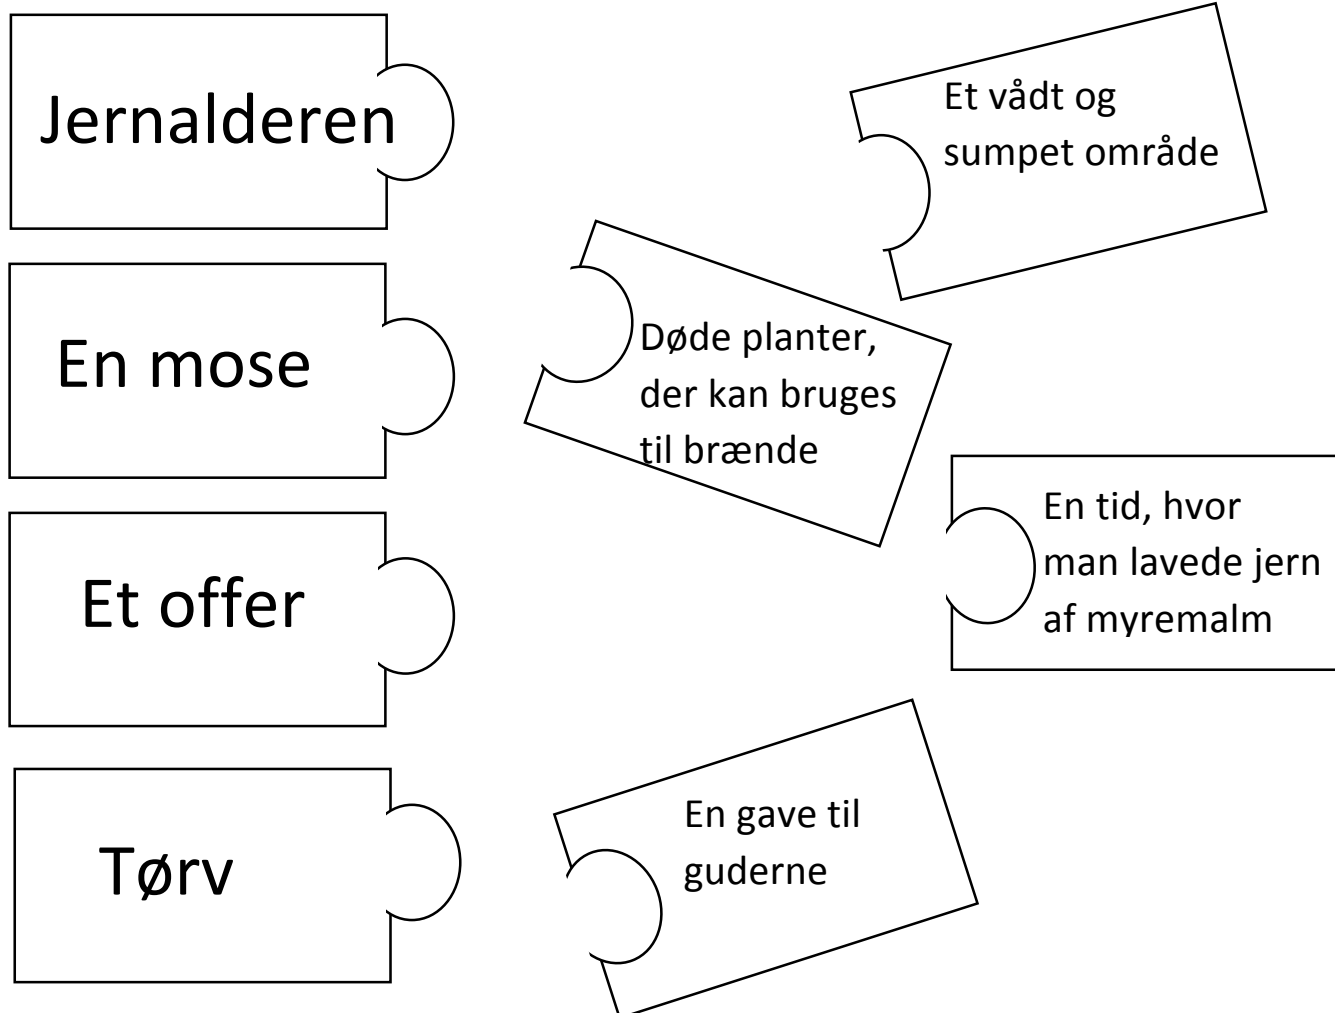 Jernalderen
Et vådt og
sumpet område
En mose
Døde planter,
der kan bruges
til brænde
En tid, hvor
man lavede jern
af myremalm
Et offer
En gave til
guderne
Tørv